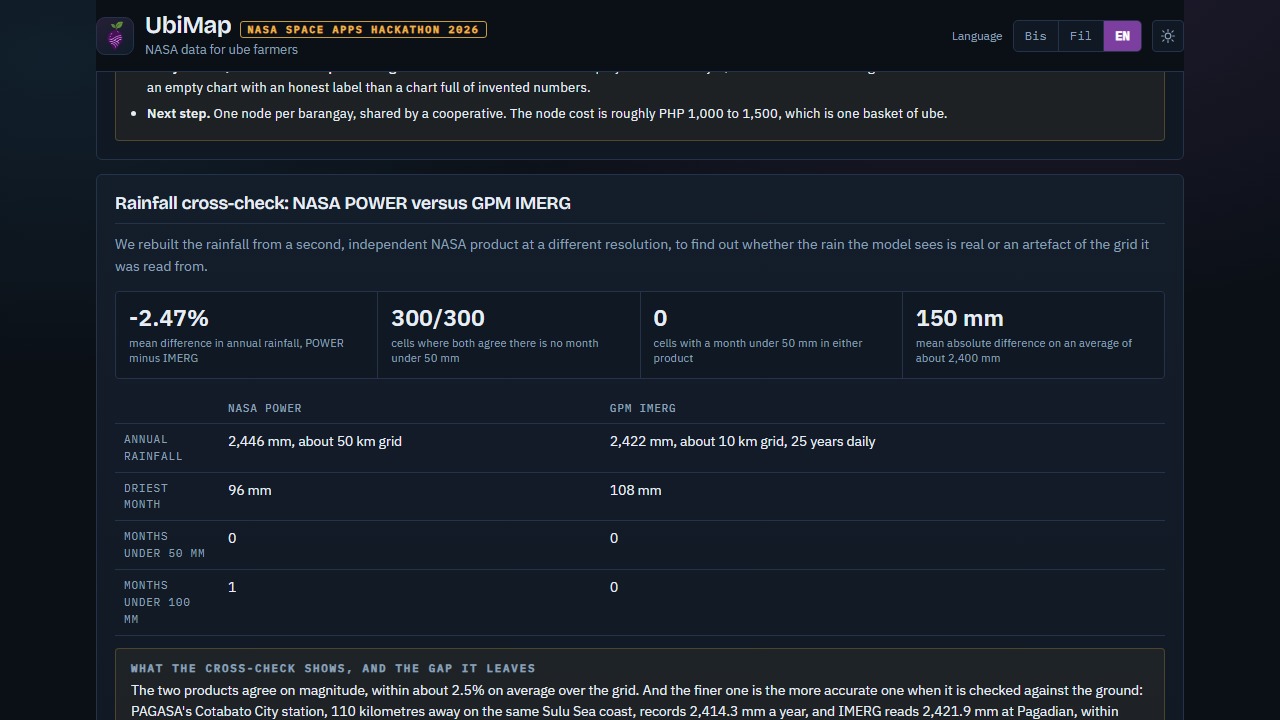 UbiMap NASA SPACE APPS HACKATHON 2026
NASA data for ube farmers
Language Bis Fil EN
an empty chart with an honest label than a chart full of invented numbers.
• Next step. One node per barangay, shared by a cooperative. The node cost is roughly PHP 1,000 to 1,500, which is one basket of ube.
Rainfall cross-check: NASA POWER versus GPM IMERG
We rebuilt the rainfall from a second, independent NASA product at a different resolution, to find out whether the rain the model sees is real or an artefact of the grid it
was read from.
-2.47%
mean difference in annual rainfall, POWER
minus IMERG
300/300
cells where both agree there is no month
under 50 mm
0
cells with a month under 50 mm in either
product
150 mm
mean absolute difference on an average of
about 2,400 mm
NASA POWER GPM IMERG
ANNUAL
RAINFALL
2,446 mm, about 50 km grid
2,422 mm, about 10 km grid, 25 years daily
DRIEST
MONTH
96 mm
108 mm
MONTHS
UNDER 50 MM
0
0
MONTHS
UNDER 100
MM
1
0
WHAT THE CROSS-CHECK SHOWS, AND THE GAP IT LEAVES
The two products agree on magnitude, within about 2.5% on average over the grid. And the finer one is the more accurate one when it is checked against the ground:
PAGASA's Cotabato City station, 110 kilometres away on the same Sulu Sea coast, records 2,414.3 mm a year, and IMERG reads 2,421.9 mm at Pagadian, within